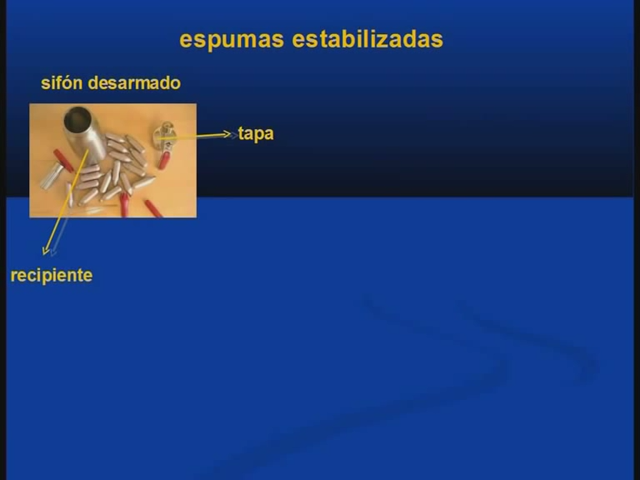 espumas estabilizadas
sifón desarmado
tapa
recipiente